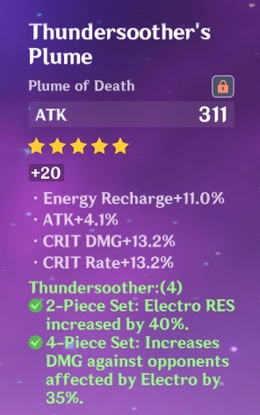 Thundersoother's
Plume
Plume of Death
ATK 311
+20
· Energy Recharge+11.0%
· ATK+4.1%
· CRIT DMG+13.2%
· CRIT Rate+13.2%
Thundersoother:(4)
2-Piece Set: Electro RES
increased by 40%.
4-Piece Set: Increases
DMG against opponents
affected by Electro by
35%.